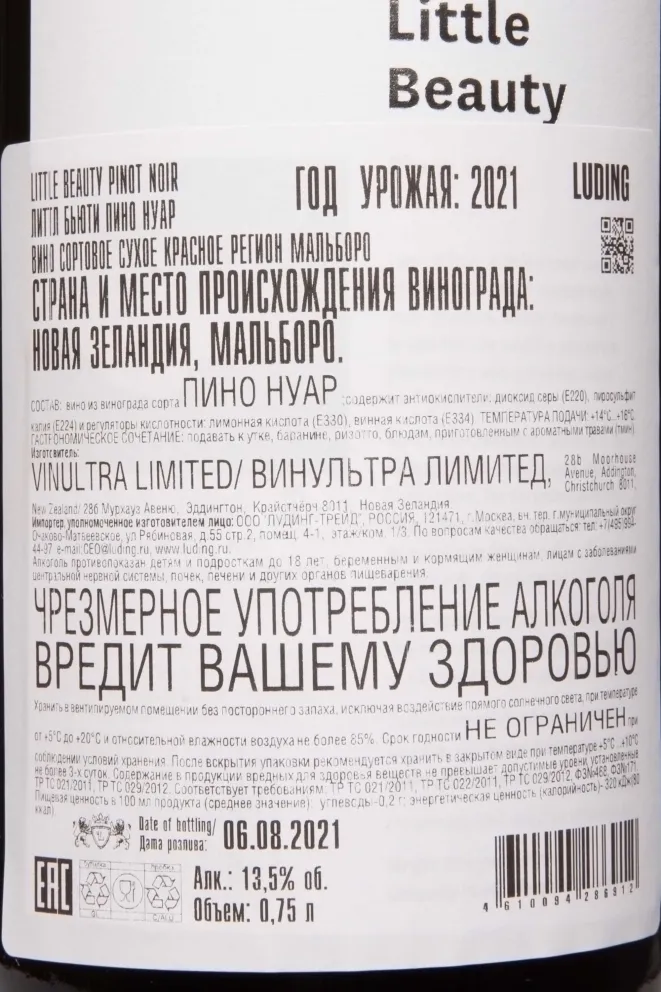 Little
Beauty
LITTLE BEAUTY PINOT NOIR
ЛИТТЛ БЬЮТИ ПИНО НУАР
ГОД УРОЖАЯ: 2021
LUDING
ВИНО СОРТОВОЕ СУХОЕ КРАСНОЕ РЕГИОН МАЛЬБОРО
СТРАНА И МЕСТО ПРОИСХОЖДЕНИЯ ВИНОГРАДА:
НОВАЯ ЗЕЛАНДИЯ, МАЛЬБОРО.
СОСТАВ: вино из винограда сорта ПИНО НУАР :содержит антиокислители: диоксид серы (Е220), пиросульфит
калия (Е224) и регуляторы кислотности: лимонная кислота (Е330), винная кислота (Е334) ТЕМПЕРАТУРА ПОДАЧИ: +14°С...+16°С
ГАСТРОНОМИЧЕСКОЕ СОЧЕТАНИЕ: подавать к утке, баранине, ризотто, блюдам, приготовленным с ароматными травами (тмин)
Изготовитель:
VINULTRA LIMITED/ ВИНУЛЬТРА ЛИМИТЕД,
28b Moorhouse
Avenue, Addington,
Christchurch 8011,
New Zealand/ 286 Мурхауз Авеню, Эддингтон, Крайстчёрч 8011, Новая Зеландия
Импортер, уполномоченное изготовителем лицо: ООО "ЛУДИНГ-ТРЕЙД", РОССИЯ, 121471, г.Москва, вн. тер. г.муниципальный округ
Очаково-Матвеевское, ул Рябиновая, д.55 стр.2, помещ. 4-1, этаж/ком. 1/3. По вопросам качества обращаться: тел: +7(495)984-
44-97 e-mail:CEO@luding.ru, www.luding.ru.
Алкоголь противопоказан детям и подросткам до 18 лет, беременным и кормящим женщинам, лицам с заболеваниями
центральной нервной системы, почек, печени и других органов пищеварения.
ЧРЕЗМЕРНОЕ УПОТРЕБЛЕНИЕ АЛКОГОЛЯ
ВРЕДИТ ВАШЕМУ ЗДОРОВЬЮ
Хранить в вентилируемом помещении без постороннего запаха, исключая воздействие прямого солнечного света, при температуре
от +5°С до +20°С и относительной влажности воздуха не более 85%. Срок годности НЕ ОГРАНИЧЕН при
соблюдении условий хранения. После вскрытия упаковки рекомендуется хранить в закрытом виде при температуре +5°С...+10°С
не более 3-х суток. Содержание в продукции вредных для здоровья веществ не превышает допустимые уровни, установленные
ТР ТС 021/2011, ТР ТС 029/2012. Соответствует требованиям: ТР ТС 021/2011, ТР ТС 022/2011, ТР ТС 029/2012, ФЗ№468, ФЗ№171.
Пищевая ценность в 100 мл продукта (среднее значение): углеводы-0,2 г; энергетическая ценность (калорийность)- 320 кДж(80
ккал)
Date of bottling/
Дата розлива: 06.08.2021
EAC
GL
C/ALU
Алк.: 13,5% об.
Объем: 0,75 л
4 610094 286912